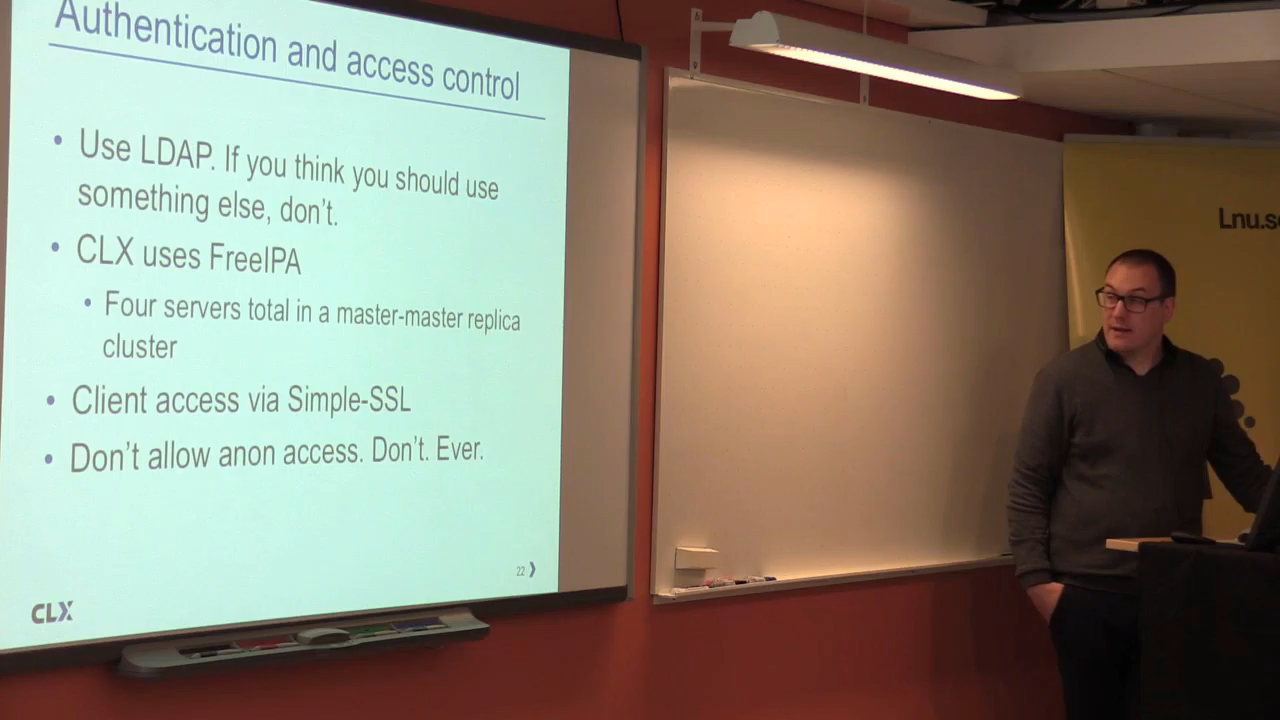 Authentication and access control
• Use LDAP. If you think you should use
something else, don't.
• CLX uses FreeIPA
• Four servers total in a master-master replica
cluster
• Client access via Simple-SSL
• Don't allow anon access. Don't. Ever.
22
CLX
Lnu.s